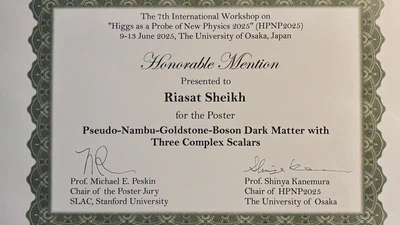 The 7th International Workshop on
"Higgs as a Probe of New Physics 2025" (HPNP2025)
9-13 June 2025, The University of Osaka, Japan
Honorable Mention
Presented to
Riasat Sheikh
for the Poster
Pseudo-Nambu-Goldstone-Boson Dark Matter with
Three Complex Scalars
Prof. Michael E. Peskin
Chair of the Poster Jury
SLAC, Stanford University
Prof. Shinya Kanemura
Chair of HPNP2025
The University of Osaka